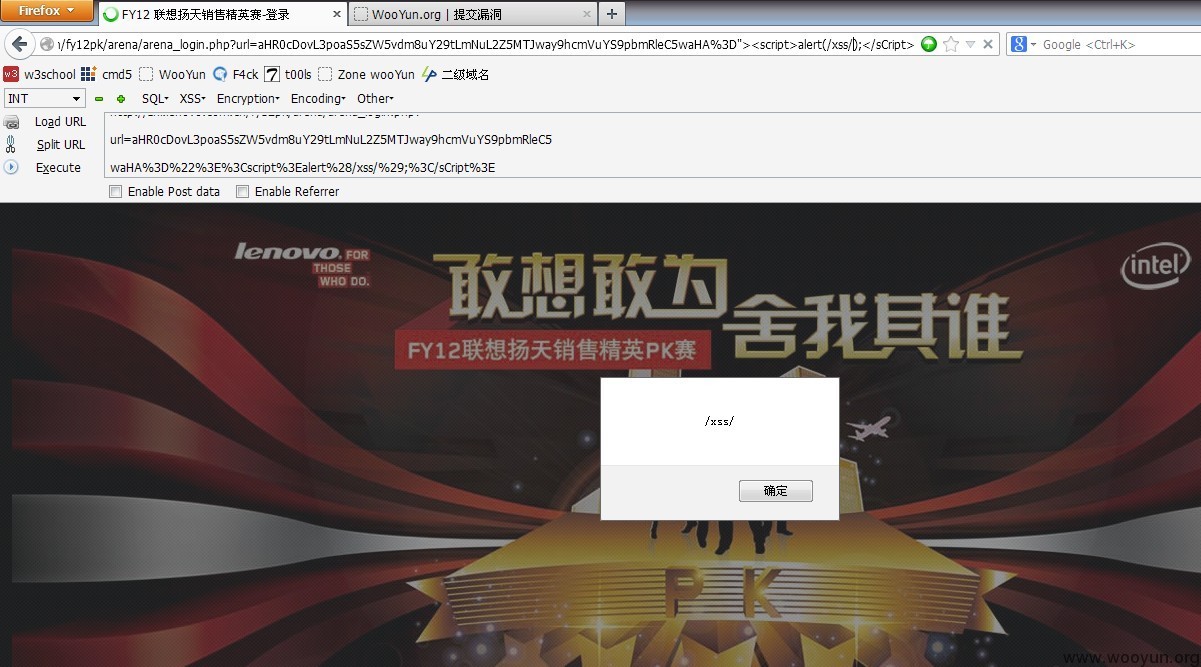 Firefox
FY12 联想扬天销售精英赛-登录
WooYun.org | 提交漏洞
/fy12pk/arena/arena_login.php?url=aHR0cDovL3poaS5sZW5vdm8uY29tLmNuL2Z5MTJway9hcmVuYS9pbmRleC5waHA%3D"><script>alert(/xss/);</sCript>
Google <Ctrl+K>
w3 w3school cmd5 WooYun F4ck t00ls Zone wooYun 二级域名
INT SQL XSS Encryption Encoding Other
Load URL
Split URL
Execute
url=aHR0cDovL3poaS5sZW5vdm8uY29tLmNuL2Z5MTJway9hcmVuYS9pbmRleC5
waHA%3D%22%3E%3Cscript%3Ealert%28/xss/%29;%3C/sCript%3E
Enable Post data Enable Referrer
lenovo. FOR
THOSE
WHO DO.
intel
敢想敢为
舍我其谁
FY12联想扬天销售精英PK赛
/xss/
确定
PK
www.wooyun.org